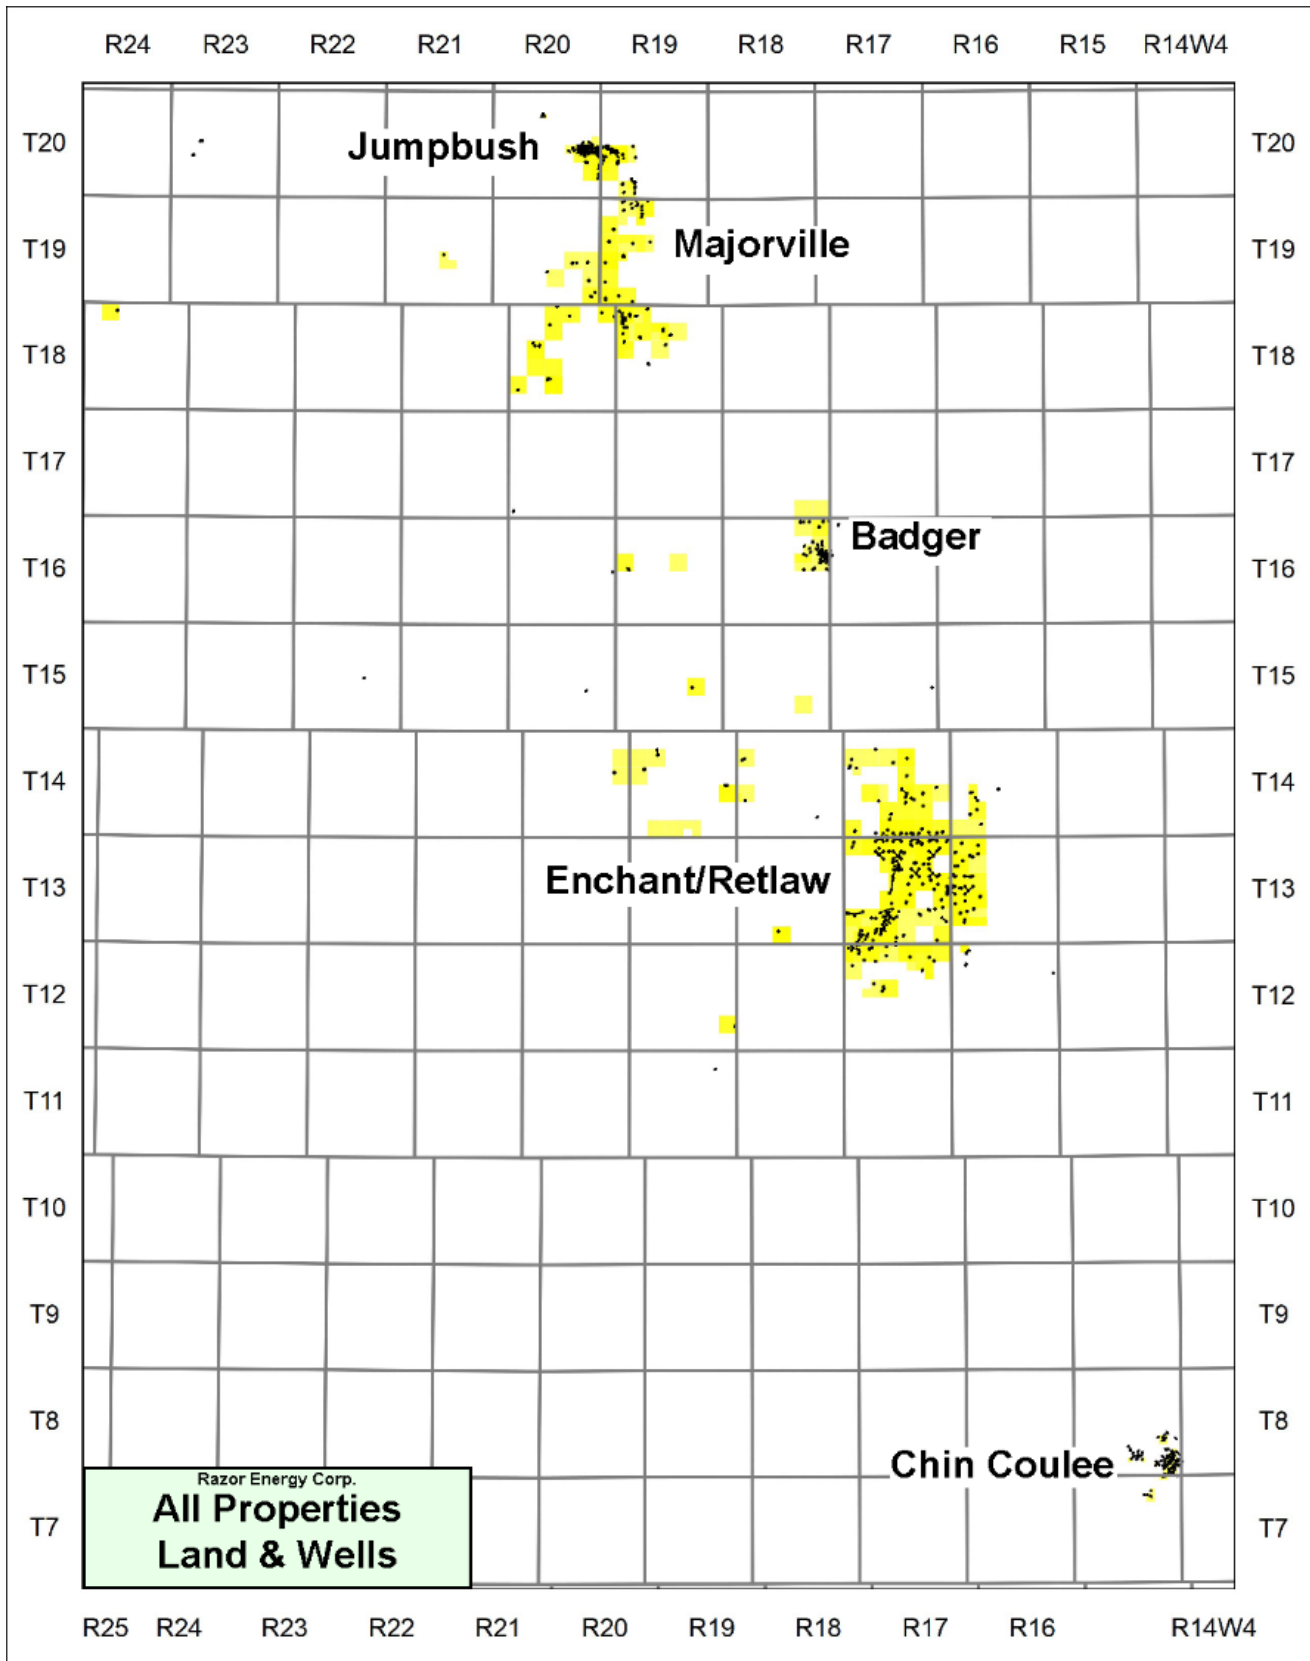 R24 R23 R22 R21 R20 R19 R18 R17 R16 R15 R14W4
T20 Jumpbush T20
T19 Majorville T19
T18 T18
T17 T17
Badger
T16 T16
T15 T15
T14 T14
Enchant/Retlaw
T13 T13
T12 T12
T11 T11
T10 T10
T9 T9
T8 T8
Chin Coulee
Razor Energy Corp.
All Properties
T7 T7
Land & Wells
R25 R24 R23 R22 R21 R20 R19 R18 R17 R16 R14W4